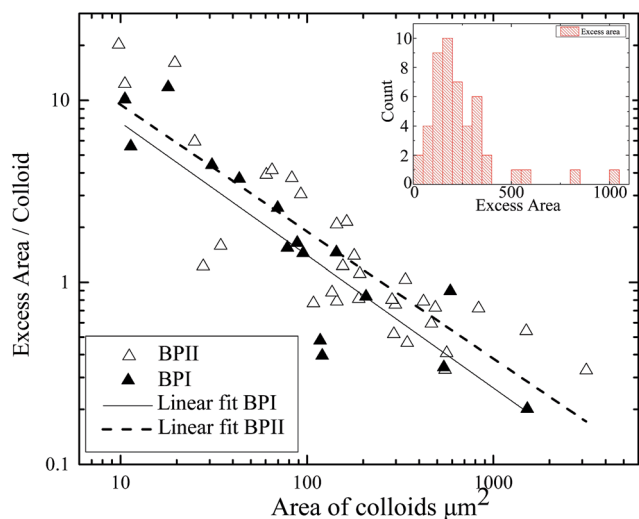 Excess Area / Colloid
10
1
0.1
10
100
1000
Area of colloids μm2
BPII
BPI
Linear fit BPI
Linear fit BPII
Count
10
8
6
4
2
0
0
500
1000
Excess Area
Excess area